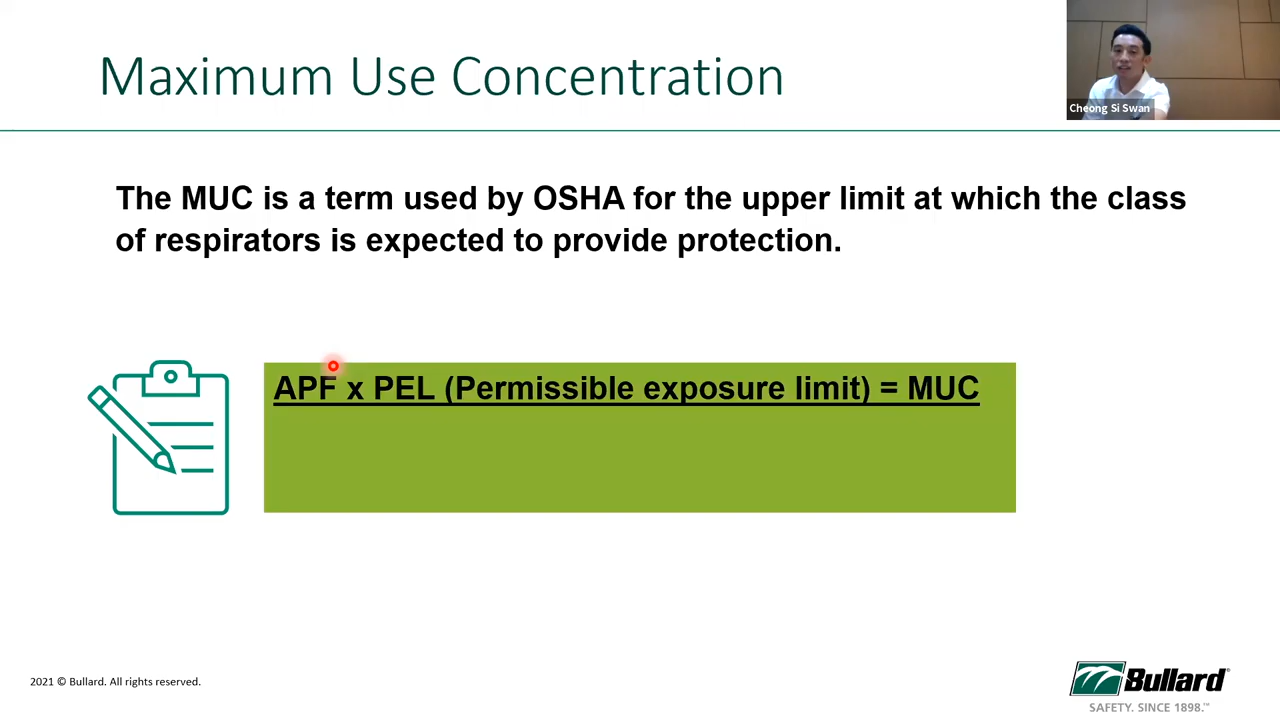 Maximum Use Concentration
Cheong Si Swan
The MUC is a term used by OSHA for the upper limit at which the class
of respirators is expected to provide protection.
APF x PEL (Permissible exposure limit) = MUC
2021 © Bullard. All rights reserved.
Bullard®
SAFETY. SINCE 1898.™